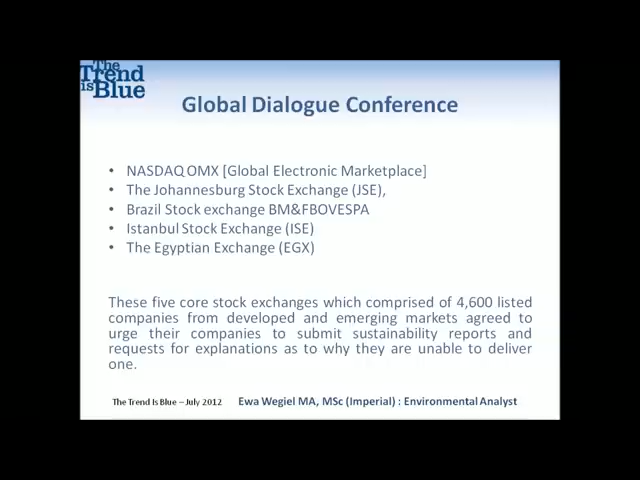 The
Trend
is Blue
Global Dialogue Conference
• NASDAQ OMX [Global Electronic Marketplace]
• The Johannesburg Stock Exchange (JSE),
• Brazil Stock exchange BM&FBOVESPA
• Istanbul Stock Exchange (ISE)
• The Egyptian Exchange (EGX)
These five core stock exchanges which comprised of 4,600 listed
companies from developed and emerging markets agreed to
urge their companies to submit sustainability reports and
requests for explanations as to why they are unable to deliver
one.
The Trend Is Blue – July 2012 Ewa Wegiel MA, MSc (Imperial) : Environmental Analyst